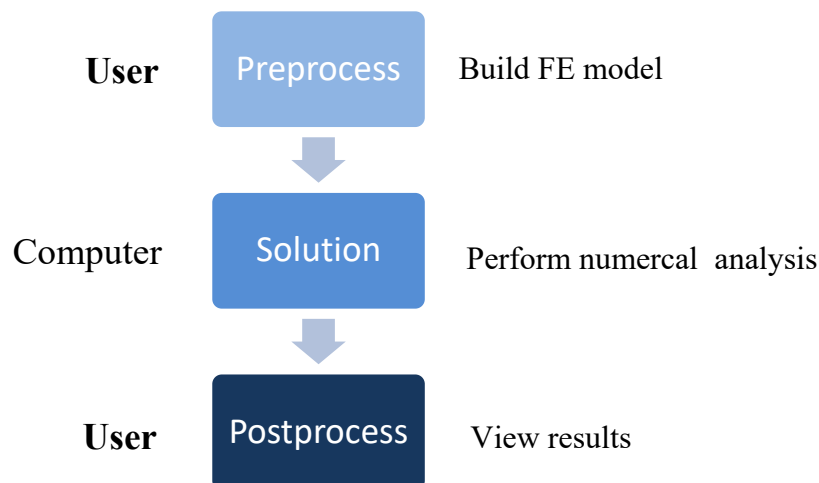 User Preprocess Build FE model
Computer Solution Perform numercal analysis
User Postprocess View results